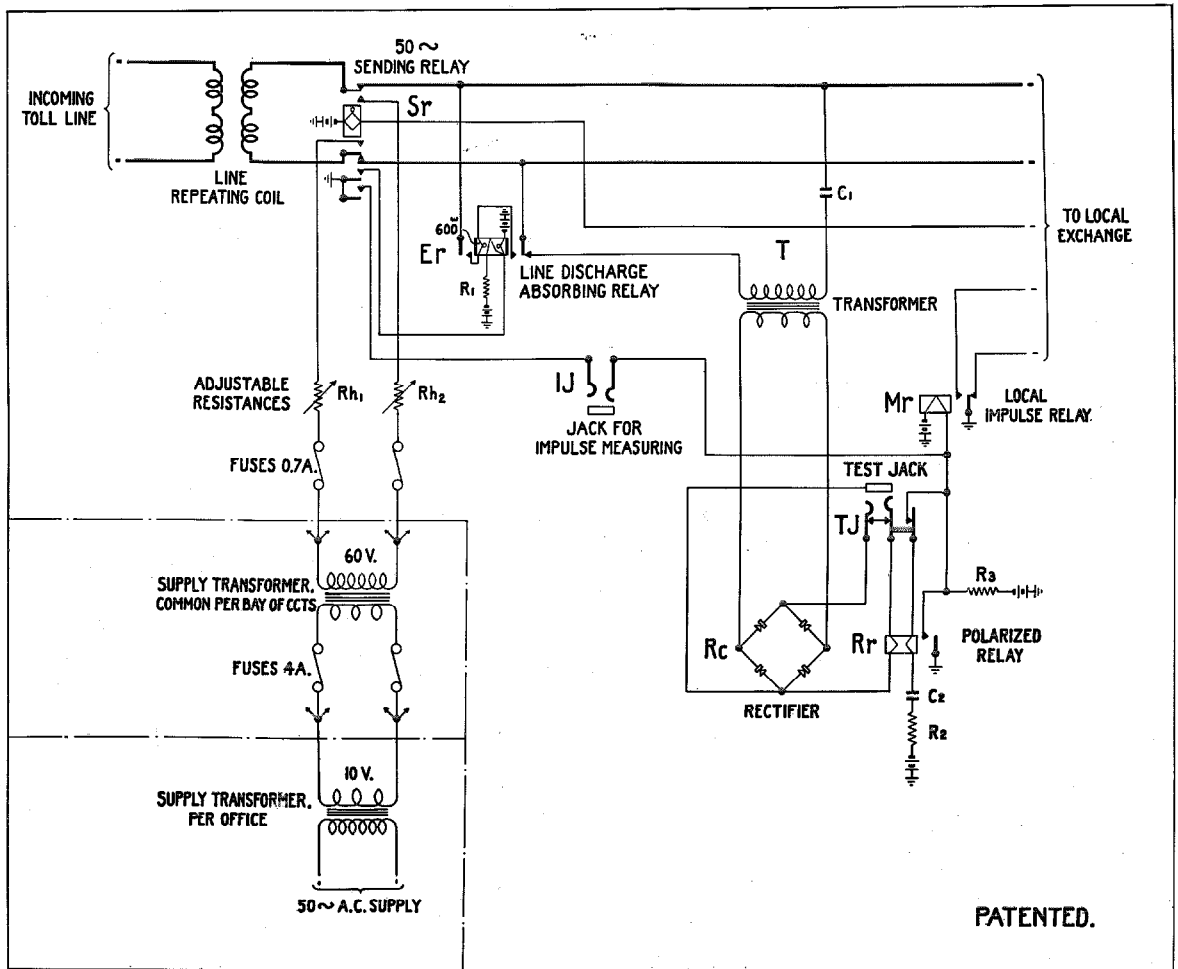 50~
SENDING RELAY
Sr
INCOMING
TOLL LINE
LINE
REPEATING COIL
C1
TO LOCAL
EXCHANGE
600ω
Er
R1
LINE DISCHARGE
ABSORBING RELAY
T
TRANSFORMER
ADJUSTABLE
RESISTANCES
Rh1
Rh2
IJ
JACK FOR
IMPULSE MEASURING
Mr
LOCAL
IMPULSE RELAY.
FUSES 0.7A.
TEST JACK
TJ
60 V.
SUPPLY TRANSFORMER.
COMMON PER BAY OF CCTS
R3
Rc
Rr
POLARIZED
RELAY
FUSES 4A.
RECTIFIER
C2
R2
10 V.
SUPPLY TRANSFORMER.
PER OFFICE
50~A.C. SUPPLY
PATENTED.